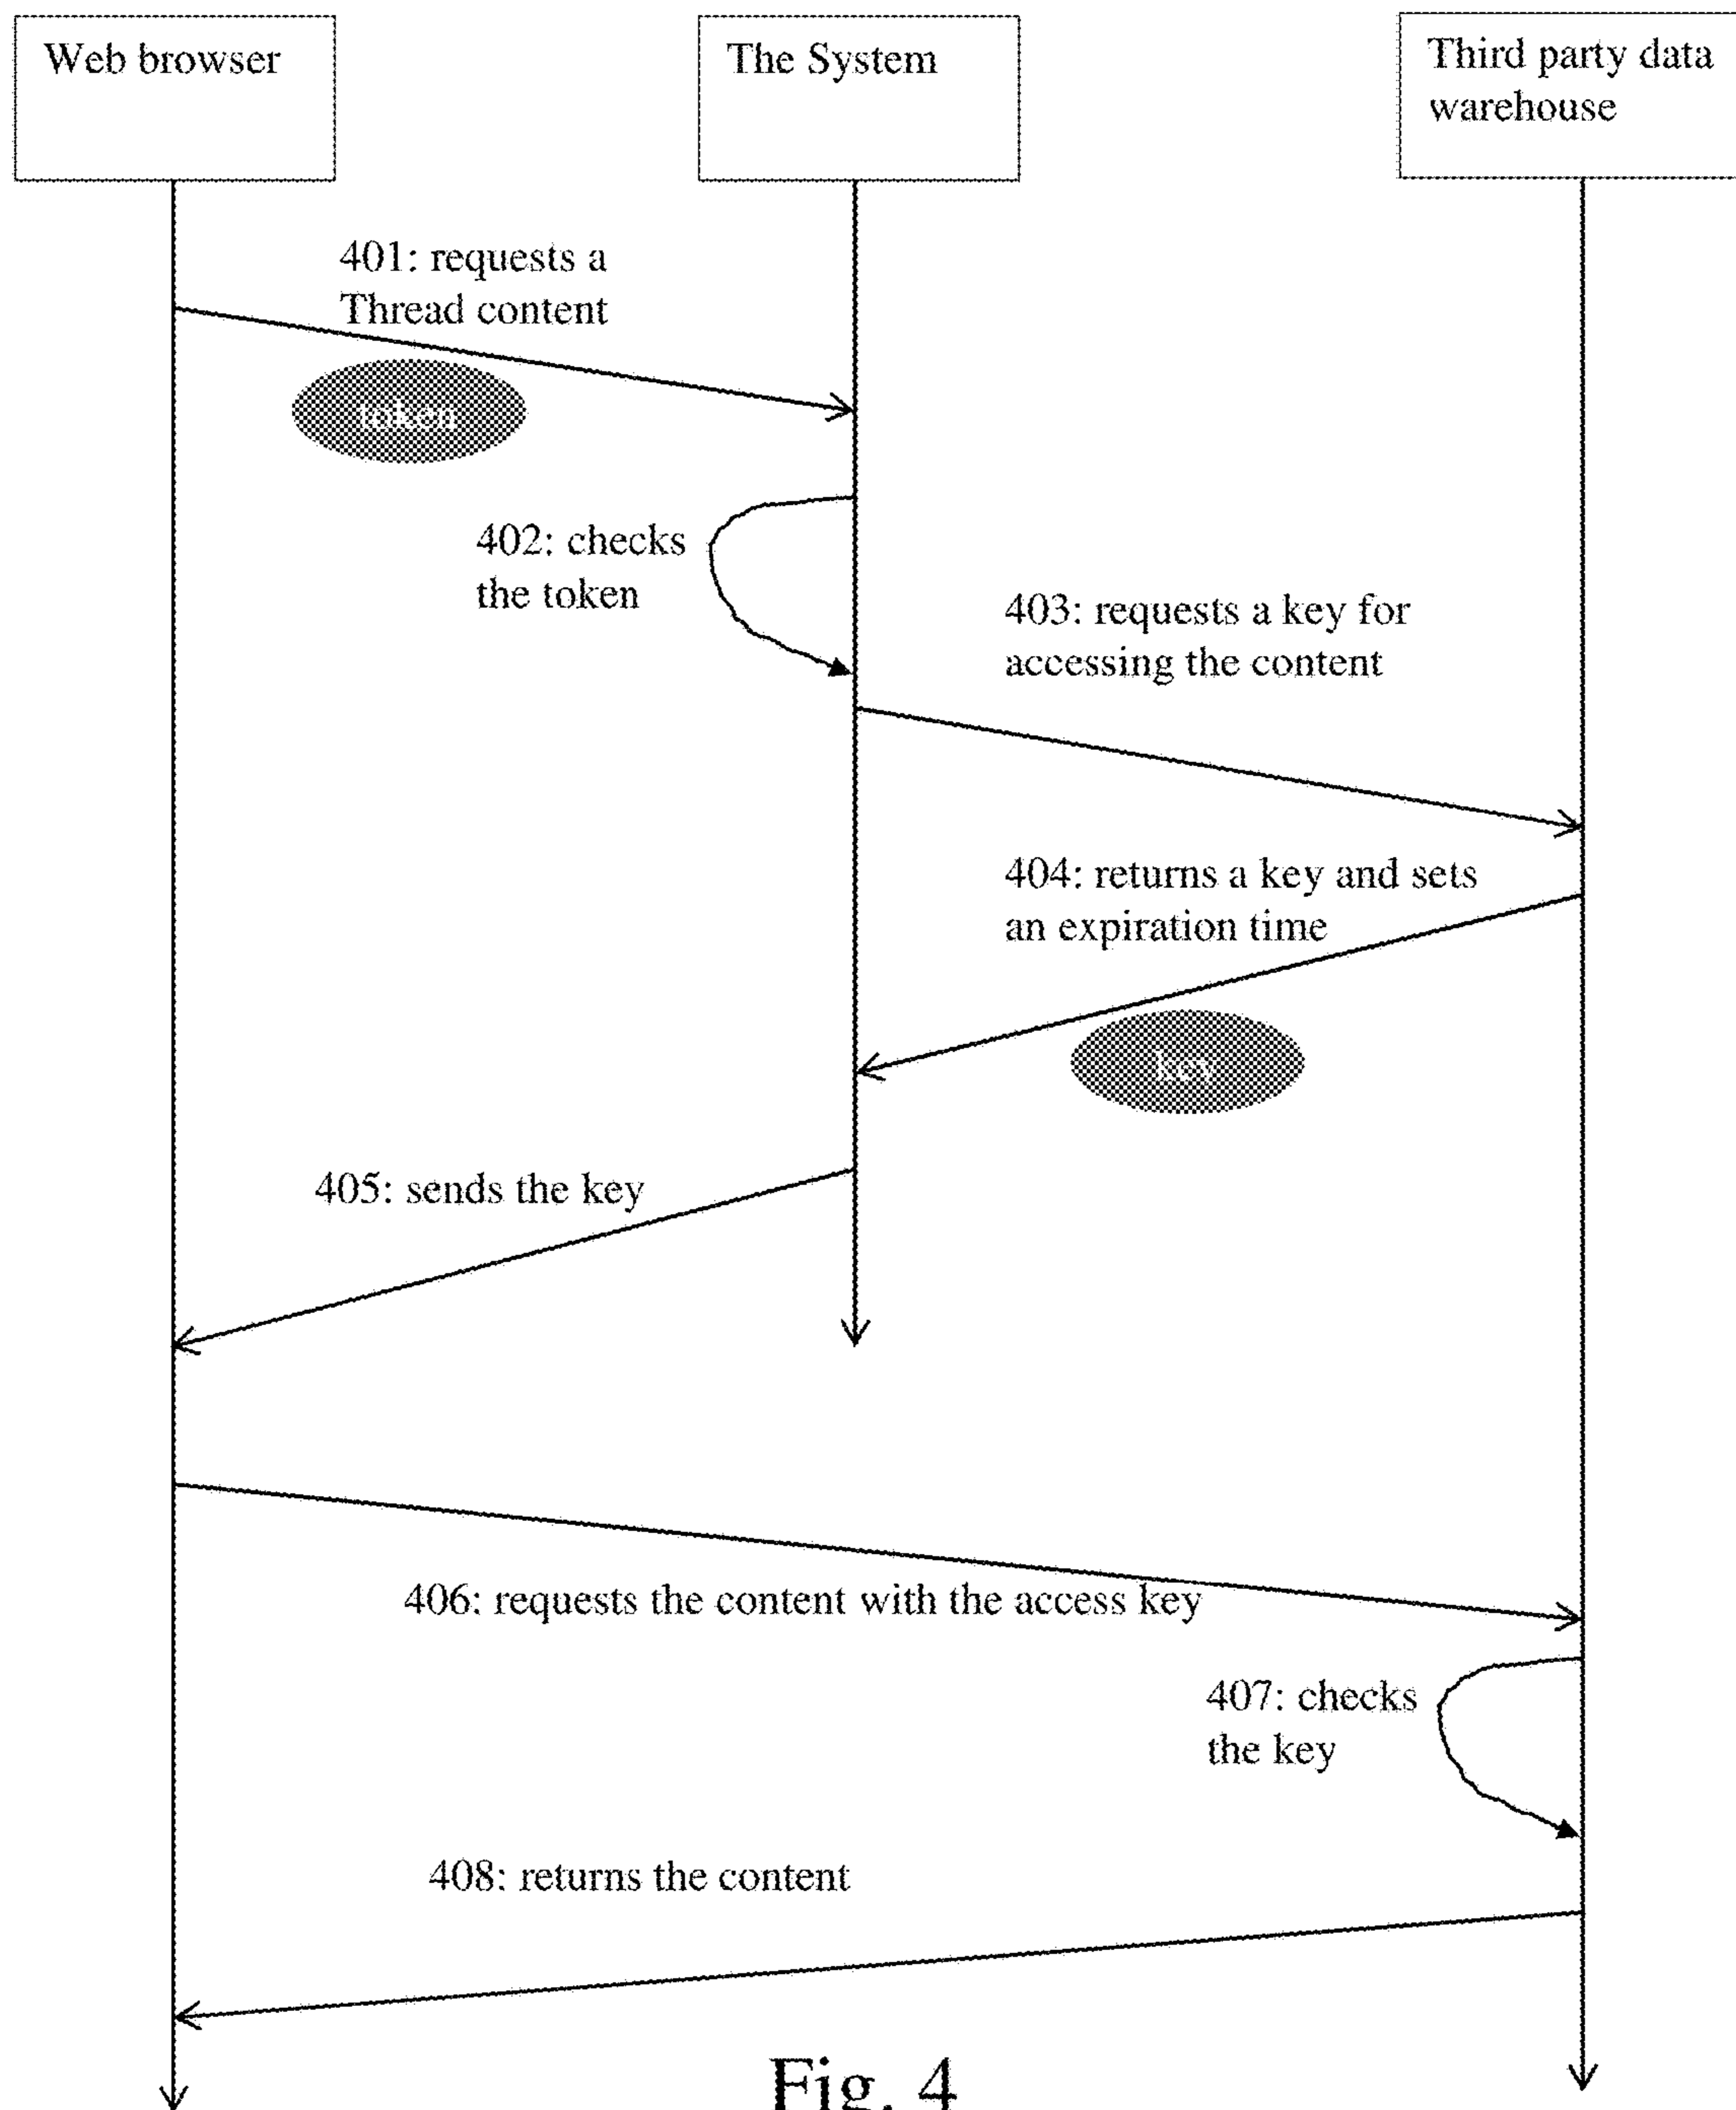 Web browser
The System
Third party data
warehouse
401: requests a
Thread content
token
402: checks
the token
403: requests a key for
accessing the content
404: returns a key and sets
an expiration time
key
405: sends the key
406: requests the content with the access key
407: checks
the key
408: returns the content
Fig. 4